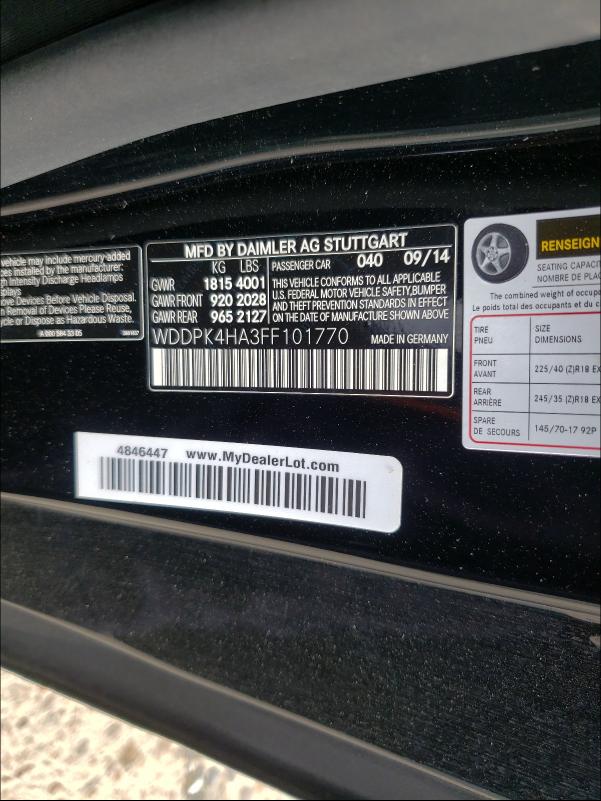 vehicle may include mercury-added
ces installed by the manufacturer:
h Intensity Discharge Headlamps
splays
ove Devices Before Vehicle Disposal.
n Removal of Devices Please Reuse,
cycle or Dispose as Hazardous Waste.
MFD BY DAIMLER AG STUTTGART
KG LBS PASSENGER CAR 040 09/14
GVWR 1815 4001
GAWR FRONT 920 2028
GAWR REAR 965 2127
THIS VEHICLE CONFORMS TO ALL APPLICABLE
U.S. FEDERAL MOTOR VEHICLE SAFETY, BUMPER
AND THEFT PREVENTION STANDARDS IN EFFECT
ON THE DATE OF MANUFACTURE SHOWN ABOVE
WDDPK4HA3FF101770 MADE IN GERMANY
4846447 www.MyDealerLot.com
RENSEIGN
SEATING CAPACIT
NOMBRE DE PLAC
The combined weight of occupa
Le poids total des occupants et du c
TIRE SIZE
PNEU DIMENSIONS
FRONT 225/40 (Z)R18 EX
AVANT
REAR 245/35 (Z)R18 EX
ARRIÈRE
SPARE 145/70-17 92P
DE SECOURS